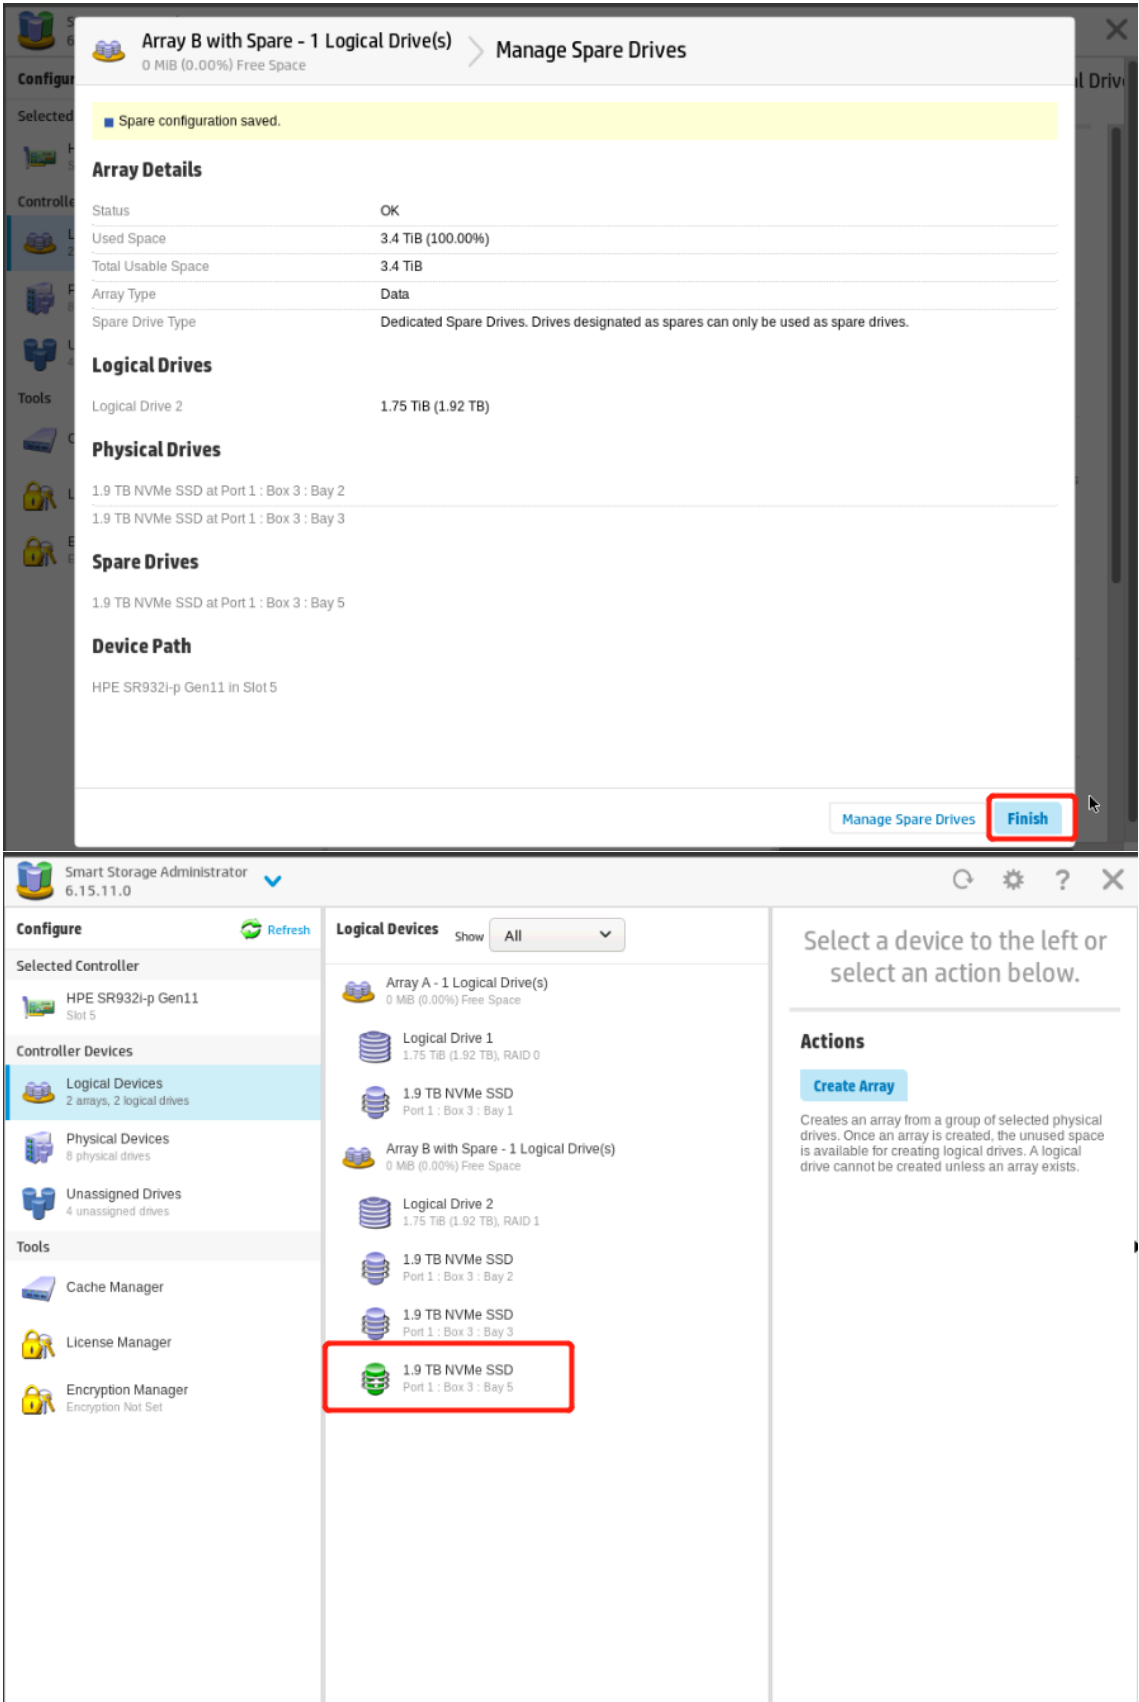 Array B with Spare - 1 Logical Drive(s)
0 MiB (0.00%) Free Space
Manage Spare Drives
Configur
l Driv
Selected
Spare configuration saved.
Array Details
Controlle
Status OK
Used Space 3.4 TiB (100.00%)
Total Usable Space 3.4 TiB
Array Type Data
Spare Drive Type Dedicated Spare Drives. Drives designated as spares can only be used as spare drives.
Logical Drives
Tools
Logical Drive 2 1.75 TiB (1.92 TB)
Physical Drives
1.9 TB NVMe SSD at Port 1 : Box 3 : Bay 2
1.9 TB NVMe SSD at Port 1 : Box 3 : Bay 3
Spare Drives
1.9 TB NVMe SSD at Port 1 : Box 3 : Bay 5
Device Path
HPE SR932i-p Gen11 in Slot 5
Manage Spare Drives
Finish
Smart Storage Administrator
6.15.11.0
Configure
Refresh
Selected Controller
HPE SR932i-p Gen11
Slot 5
Controller Devices
Logical Devices
2 arrays, 2 logical drives
Physical Devices
8 physical drives
Unassigned Drives
4 unassigned drives
Tools
Cache Manager
License Manager
Encryption Manager
Encryption Not Set
Logical Devices
Show All
Array A - 1 Logical Drive(s)
0 MiB (0.00%) Free Space
Logical Drive 1
1.75 TiB (1.92 TB), RAID 0
1.9 TB NVMe SSD
Port 1 : Box 3 : Bay 1
Array B with Spare - 1 Logical Drive(s)
0 MiB (0.00%) Free Space
Logical Drive 2
1.75 TiB (1.92 TB), RAID 1
1.9 TB NVMe SSD
Port 1 : Box 3 : Bay 2
1.9 TB NVMe SSD
Port 1 : Box 3 : Bay 3
1.9 TB NVMe SSD
Port 1 : Box 3 : Bay 5
Select a device to the left or
select an action below.
Actions
Create Array
Creates an array from a group of selected physical
drives. Once an array is created, the unused space
is available for creating logical drives. A logical
drive cannot be created unless an array exists.